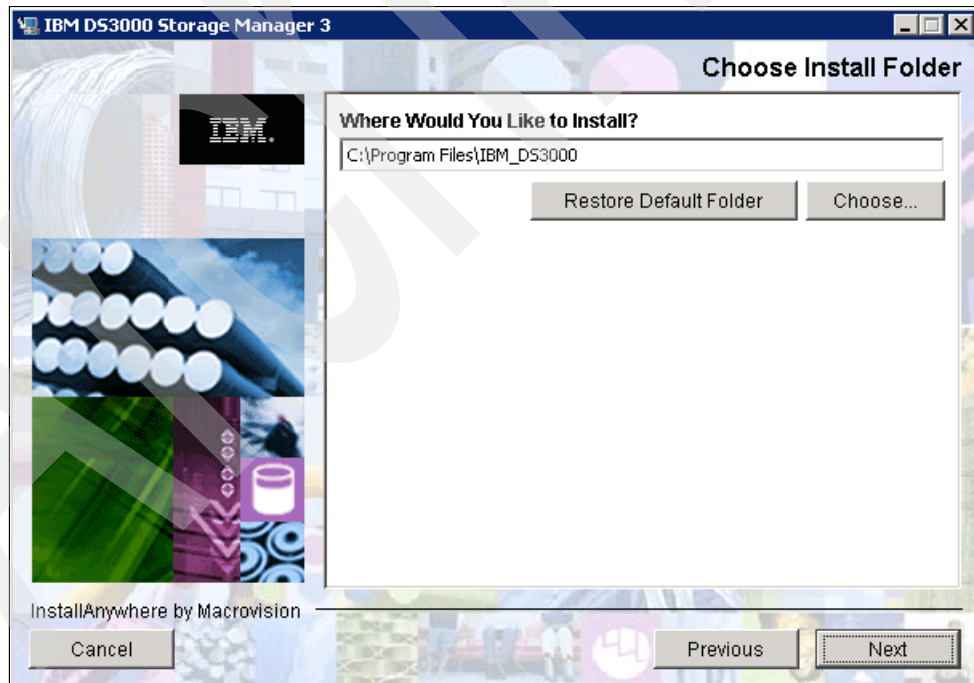 IBM DS3000 Storage Manager 3
Choose Install Folder
IBM.
Where Would You Like to Install?
C:\Program Files\IBM_DS3000
Restore Default Folder
Choose...
InstallAnywhere by Macrovision
Cancel
Previous
Next